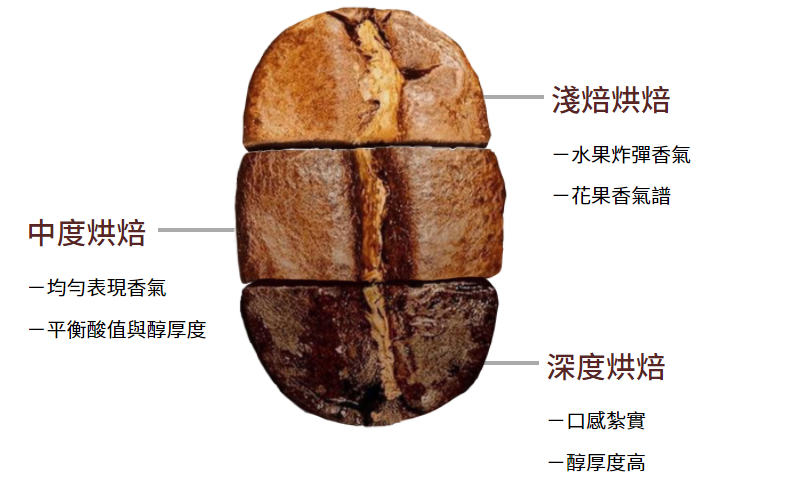 淺焙烘焙
－水果炸彈香氣
－花果香氣譜
中度烘焙
－均勻表現香氣
－平衡酸值與醇厚度
深度烘焙
－口感紮實
－醇厚度高